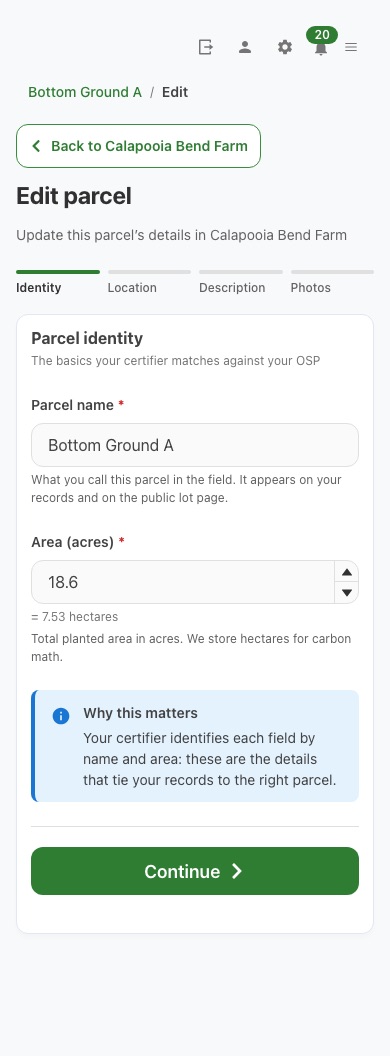 20
Bottom Ground A / Edit
Back to Calapooia Bend Farm
Edit parcel
Update this parcel's details in Calapooia Bend Farm
Identity Location Description Photos
Parcel identity
The basics your certifier matches against your OSP
Parcel name *
Bottom Ground A
What you call this parcel in the field. It appears on your
records and on the public lot page.
Area (acres) *
18.6
= 7.53 hectares
Total planted area in acres. We store hectares for carbon
math.
Why this matters
Your certifier identifies each field by
name and area: these are the details
that tie your records to the right parcel.
Continue